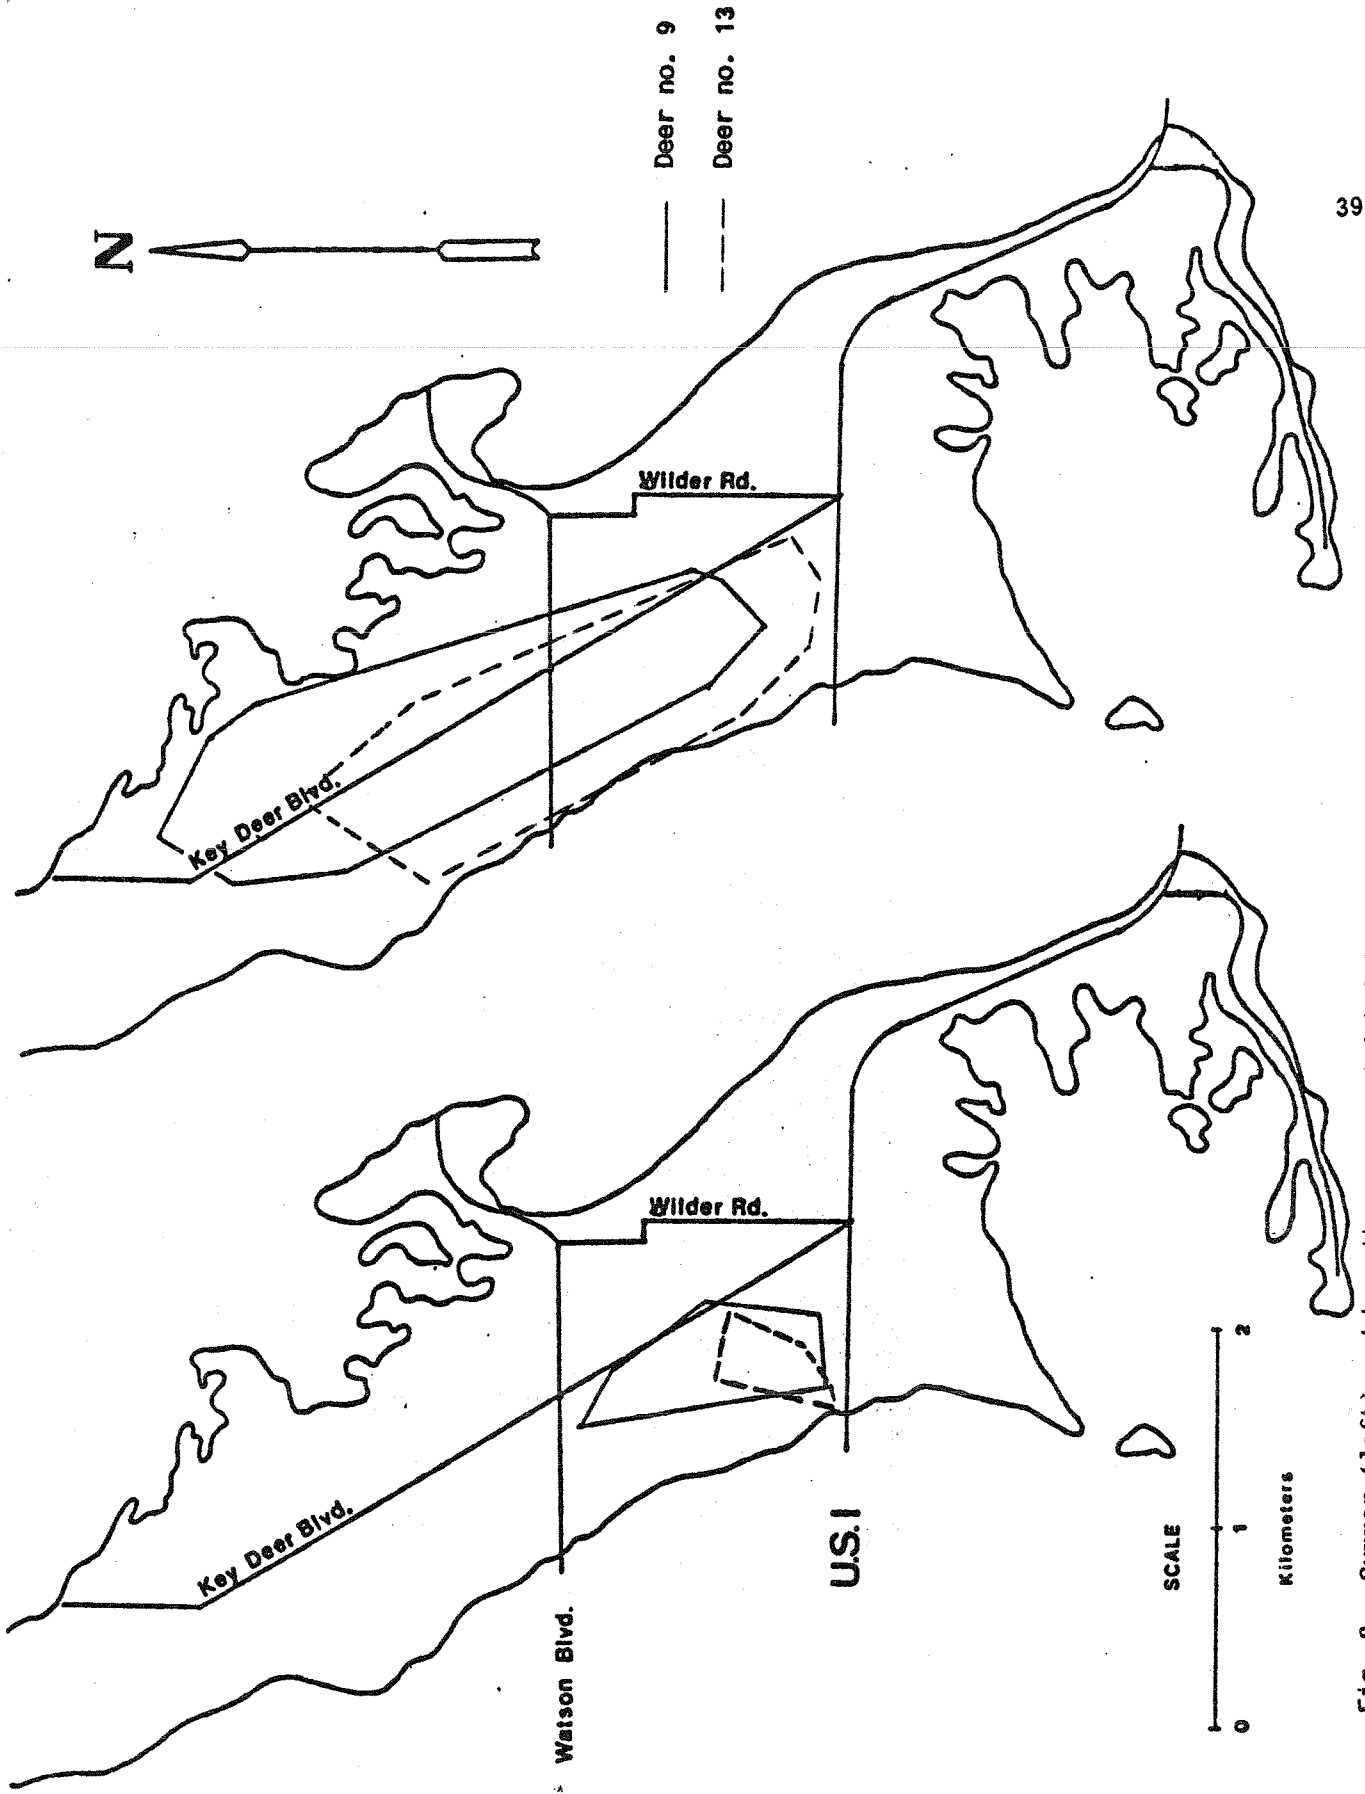 N
Deer no. 9
Deer no. 13
Key Deer Blvd.
Wilder Rd.
Key Deer Blvd.
Wilder Rd.
Watson Blvd.
U.S.1
SCALE
0 1 2
Kilometers
39